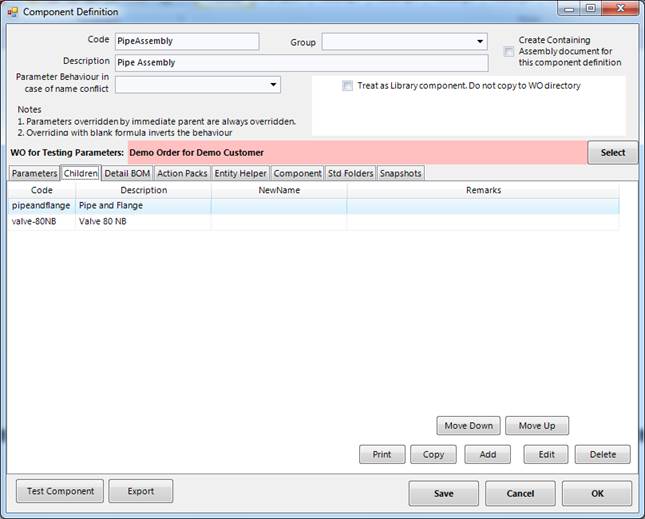 Component Definition
Code PipeAssembly Group
Create Containing
Assembly document for
this component definition
Description Pipe Assembly
Parameter Behaviour in
case of name conflict
Treat as Library component. Do not copy to WO directory
Notes
1. Parameters overridden by immediate parent are always overridden.
2. Overriding with blank formula inverts the behaviour
WO for Testing Parameters: Demo Order for Demo Customer Select
Parameters Children Detail BOM Action Packs Entity Helper Component Std Folders Snapshots
Code Description NewName Remarks
pipeandflange Pipe and Flange
valve-80NB Valve 80 NB
Move Down Move Up
Print Copy Add Edit Delete
Test Component Export Save Cancel OK